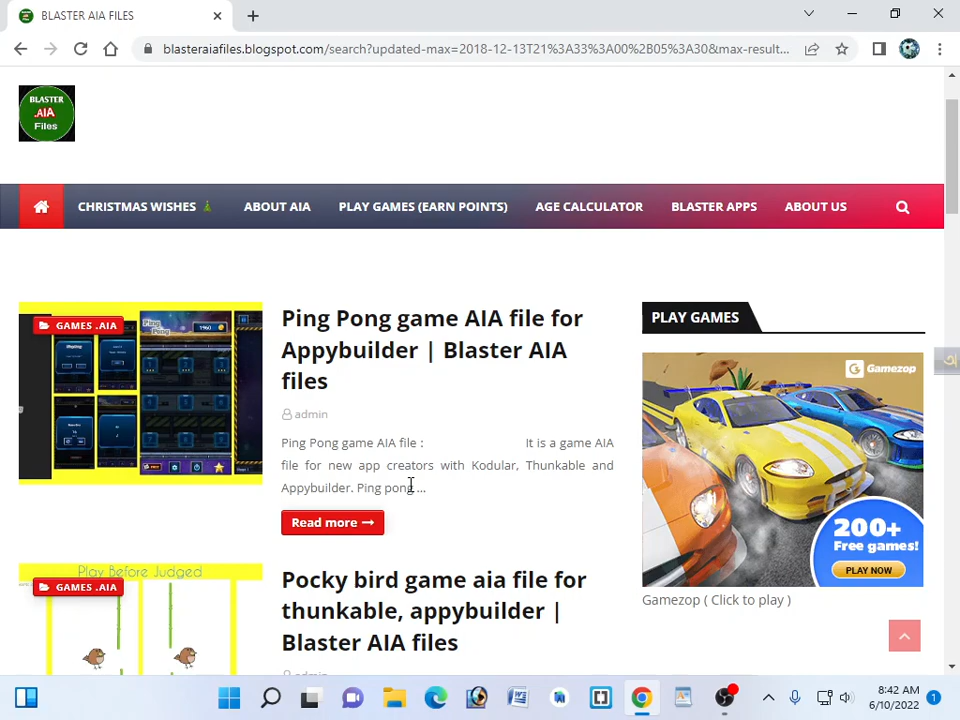 BLASTER AIA FILES
blasteraiafiles.blogspot.com/search?updated-max=2018-12-13T21%3A33%3A00%2B05%3A30&max-result...
BLASTER
.AIA
Files
CHRISTMAS WISHES
ABOUT AIA
PLAY GAMES (EARN POINTS)
AGE CALCULATOR
BLASTER APPS
ABOUT US
GAMES .AIA
Ping Pong
1960
Ping Pong game AIA file for
Appybuilder | Blaster AIA
files
admin
Ping Pong game AIA file : It is a game AIA
file for new app creators with Kodular, Thunkable and
Appybuilder. Ping pong ...
Read more
Play Before Judged
GAMES .AIA
Pocky bird game aia file for
thunkable, appybuilder |
Blaster AIA files
admin
PLAY GAMES
Gamezop
200+
Free games!
PLAY NOW
Gamezop ( Click to play )
8:42 AM
6/10/2022
1